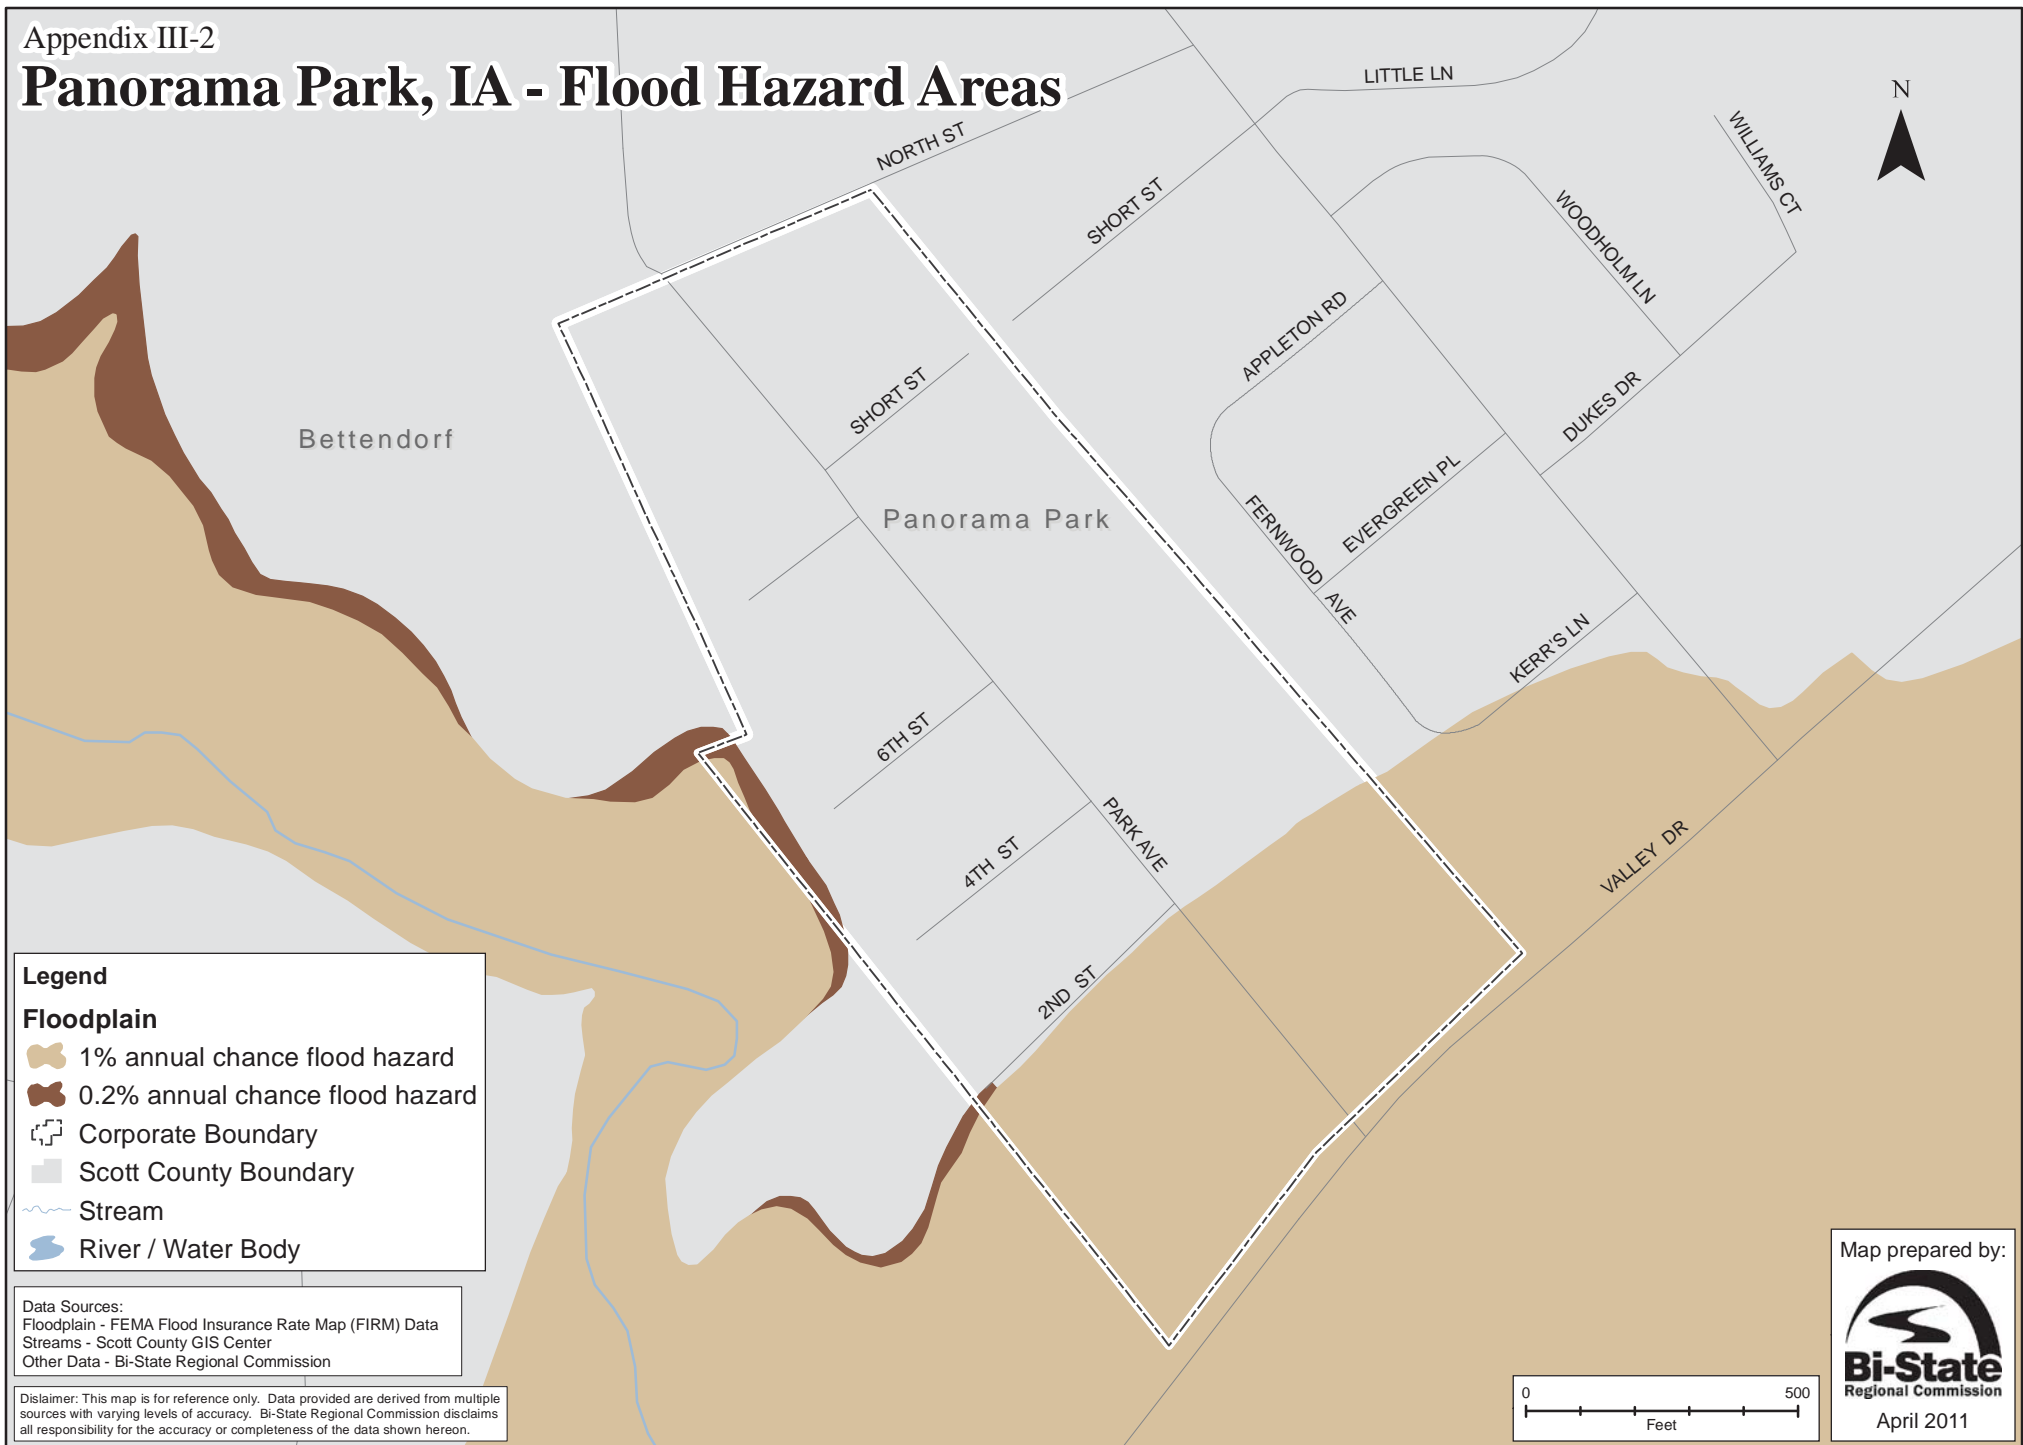 Appendix III-2
Panorama Park, IA - Flood Hazard Areas
LITTLE LN
N
NORTH ST
WILLIAMS CT
SHORT ST
WOODHOLM LN
APPLETON RD
SHORT ST
DUKES DR
Bettendorf
EVERGREEN PL
Panorama Park
FERNWOOD AVE
KERR'S LN
6TH ST
PARK AVE
4TH ST
VALLEY DR
2ND ST
Legend
Floodplain
1% annual chance flood hazard
0.2% annual chance flood hazard
Corporate Boundary
Scott County Boundary
Stream
River / Water Body
Data Sources:
Floodplain - FEMA Flood Insurance Rate Map (FIRM) Data
Streams - Scott County GIS Center
Other Data - Bi-State Regional Commission
Dislaimer: This map is for reference only. Data provided are derived from multiple
sources with varying levels of accuracy. Bi-State Regional Commission disclaims
all responsibility for the accuracy or completeness of the data shown hereon.
0 500
Feet
Map prepared by:
Bi-State
Regional Commission
April 2011